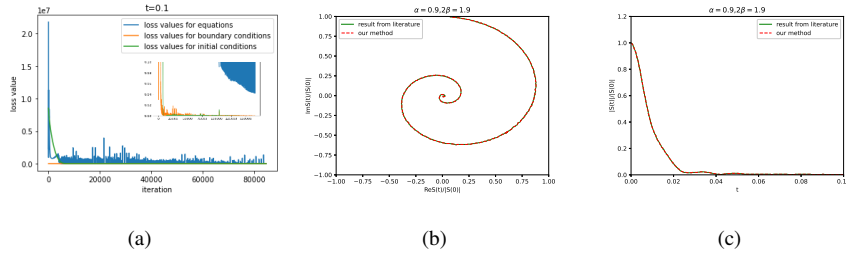 1e7
t=0.1
loss values for equations
loss values for boundary conditions
loss values for initial conditions
loss value
2.0
1.5
1.0
0.5
0.0
0 20000 40000 60000 80000
iteration
(a)
α = 0.9,2β = 1.9
result from literature
our method
ImS(t)/|S(0)|
1.00
0.75
0.50
0.25
0.00
−0.25
−0.50
−0.75
−1.00
−1.00 −0.75 −0.50 −0.25 0.00 0.25 0.50 0.75 1.00
ReS(t)/|S(0)|
(b)
α = 0.9,2β = 1.9
result from literature
our method
|S(t)|/|S(0)|
1.2
1.0
0.8
0.6
0.4
0.2
0.0
0.00 0.02 0.04 0.06 0.08 0.1
t
(c)